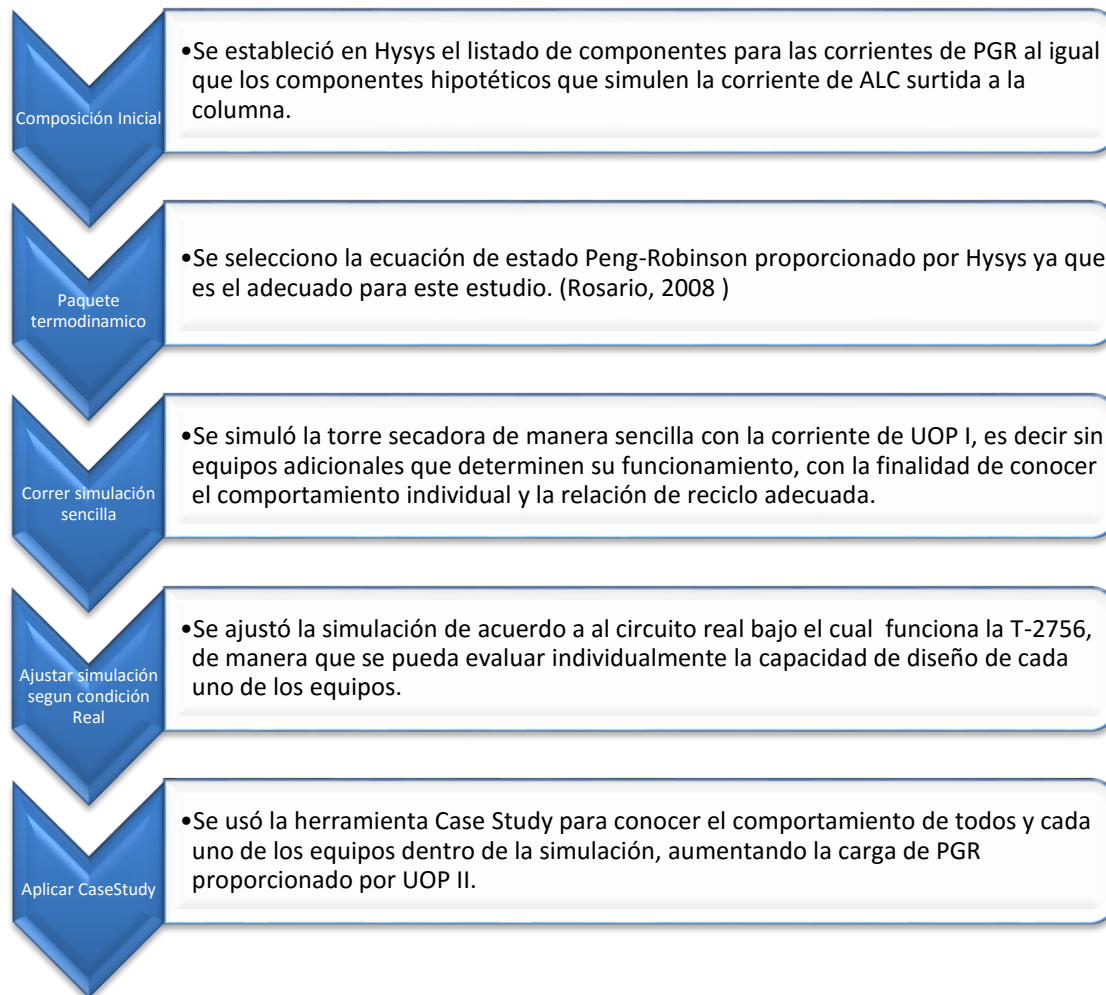 Composición Inicial
•Se estableció en Hysys el listado de componentes para las corrientes de PGR al igual
que los componentes hipotéticos que simulen la corriente de ALC surtida a la
columna.
Paquete
termodinamico
•Se selecciono la ecuación de estado Peng-Robinson proporcionado por Hysys ya que
es el adecuado para este estudio. (Rosario, 2008 )
Correr simulación
sencilla
•Se simuló la torre secadora de manera sencilla con la corriente de UOP I, es decir sin
equipos adicionales que determinen su funcionamiento, con la finalidad de conocer
el comportamiento individual y la relación de reciclo adecuada.
Ajustar simulación
segun condición
Real
•Se ajustó la simulación de acuerdo a al circuito real bajo el cual funciona la T-2756,
de manera que se pueda evaluar individualmente la capacidad de diseño de cada
uno de los equipos.
Aplicar CaseStudy
•Se usó la herramienta Case Study para conocer el comportamiento de todos y cada
uno de los equipos dentro de la simulación, aumentando la carga de PGR
proporcionado por UOP II.